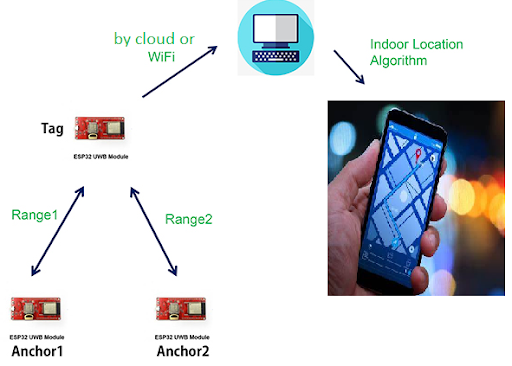 by cloud or
WiFi
Indoor Location
Algorithm
Tag
ESP32 UWB Module
Range1
Range2
ESP32 UWB Module
Anchor1
ESP32 UWB Module
Anchor2